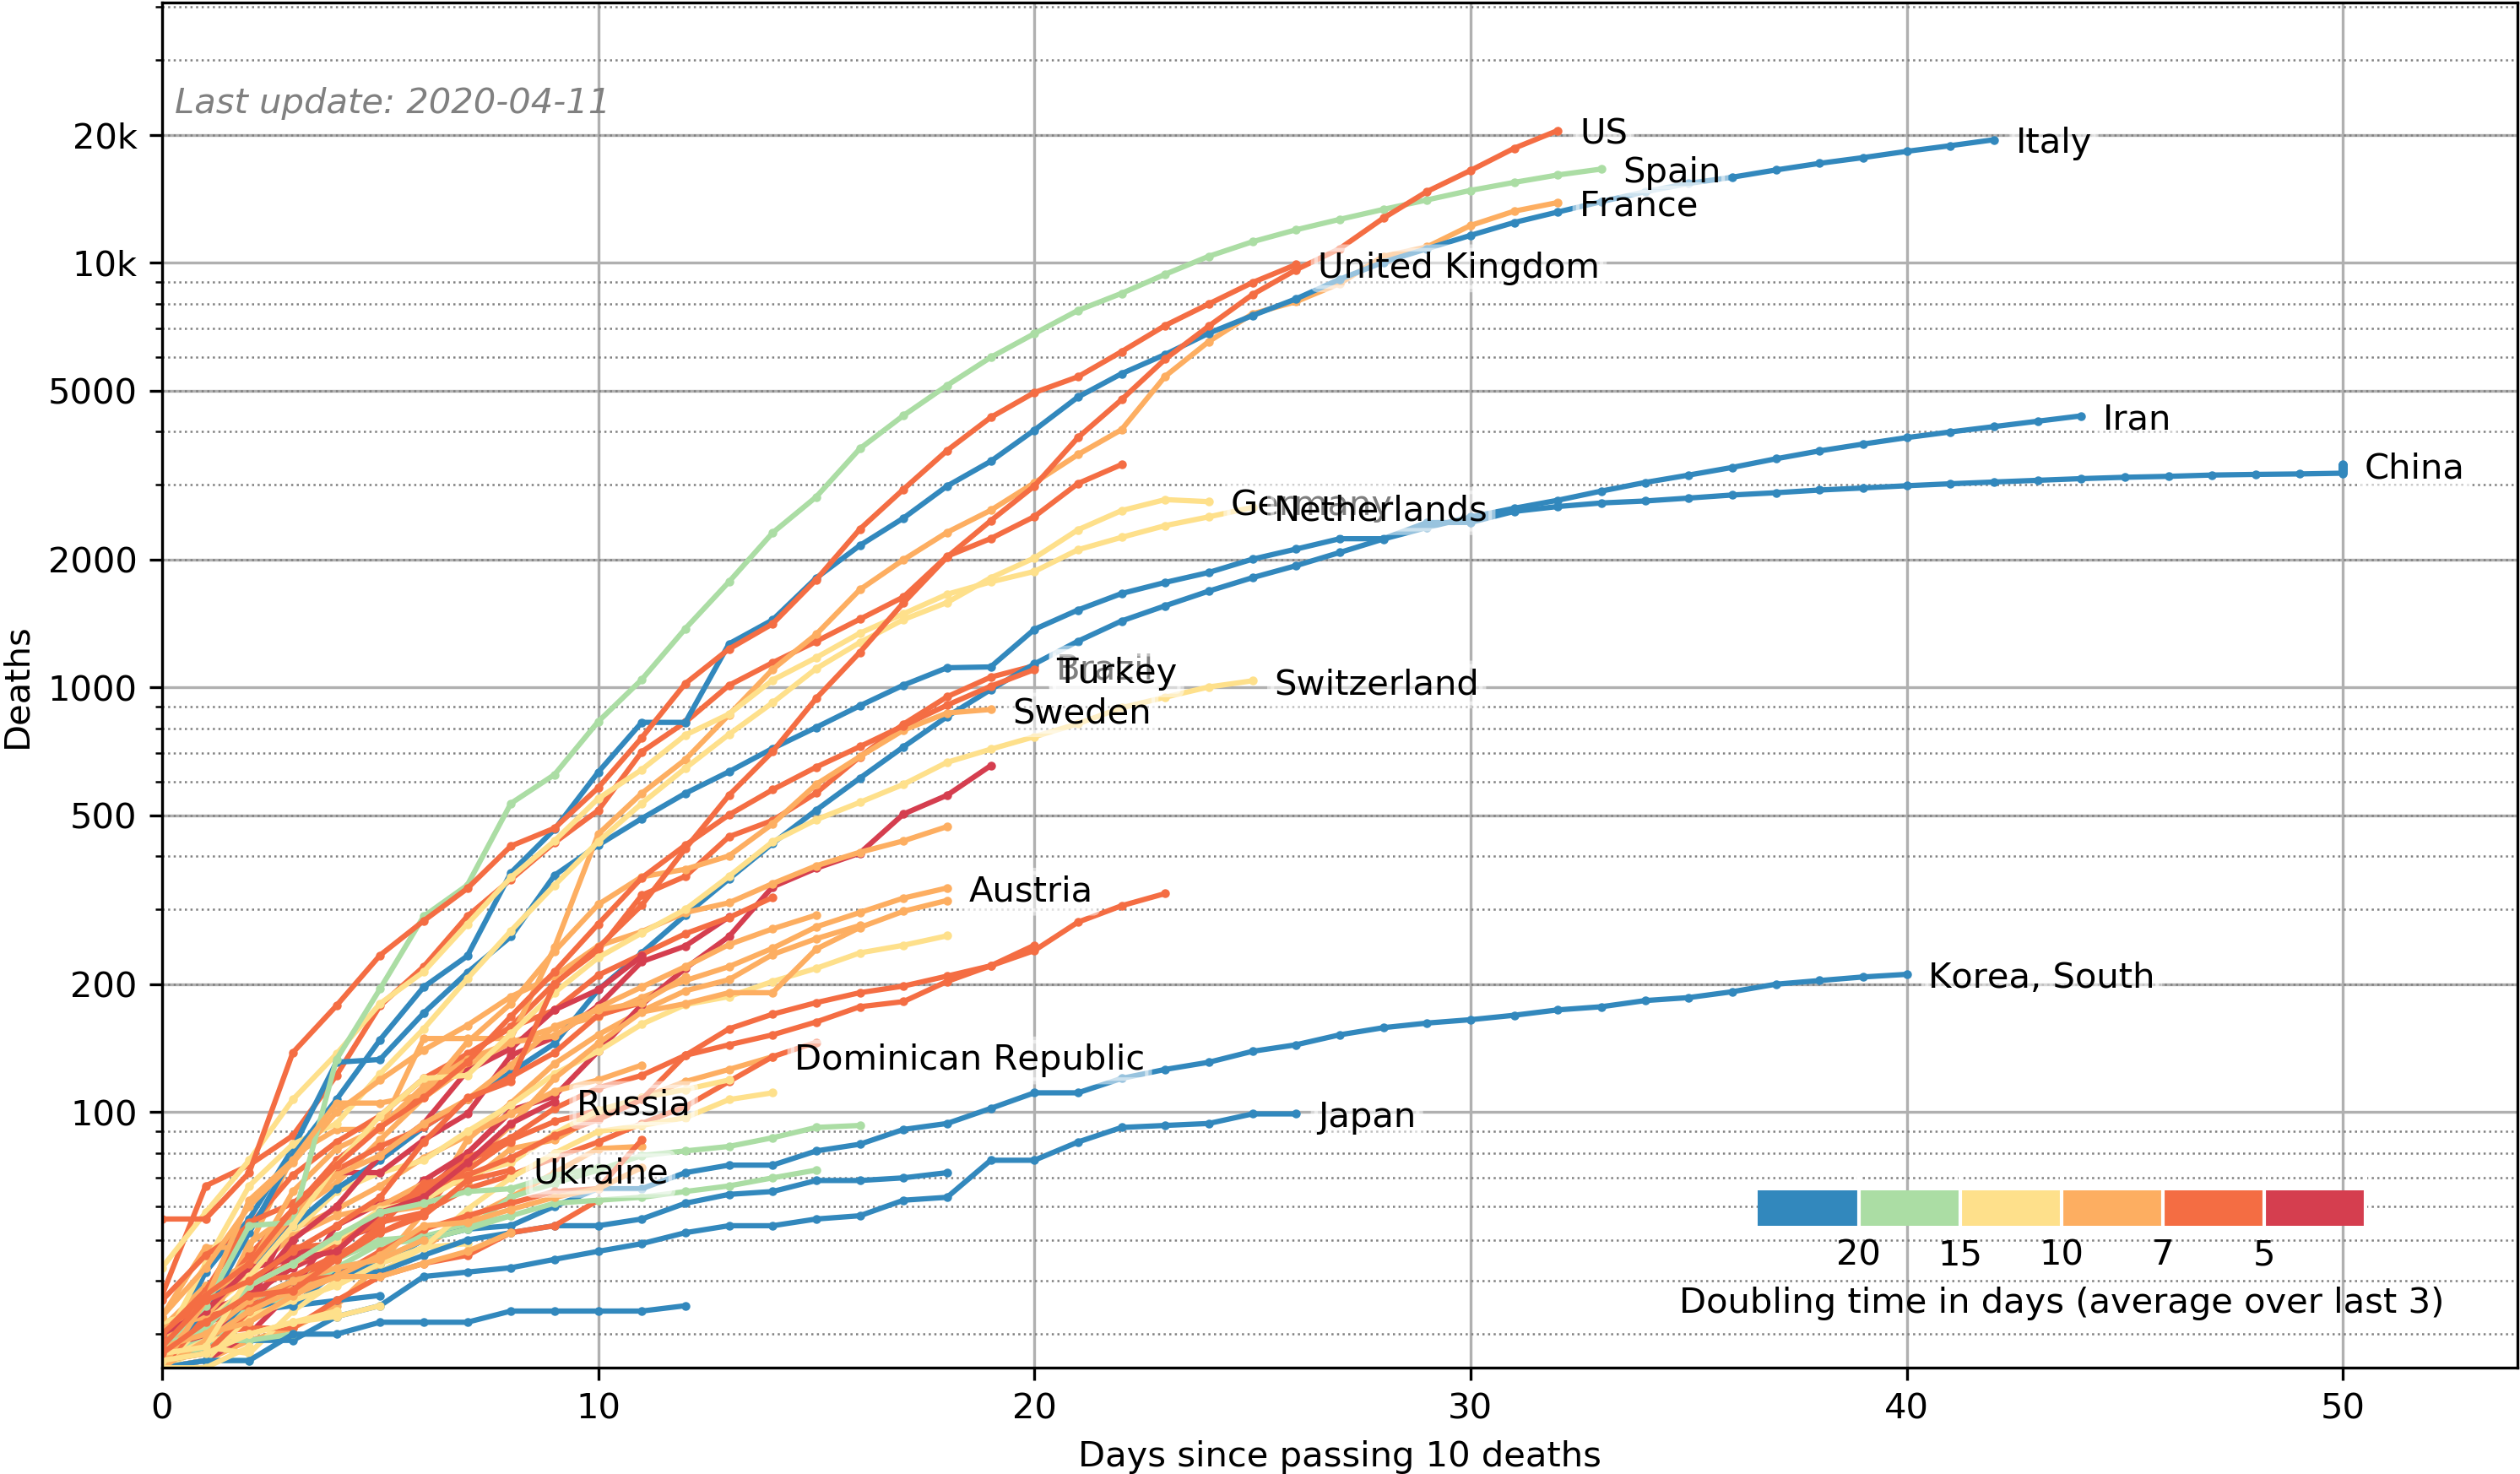 Last update: 2020-04-11
20k
10k
5000
2000
1000
500
200
100
Deaths
US
Italy
Spain
France
United Kingdom
Iran
China
Germany
Netherlands
Brazil
Turkey
Switzerland
Sweden
Austria
Korea, South
Dominican Republic
Russia
Japan
Ukraine
20 15 10 7 5
Doubling time in days (average over last 3)
0 10 20 30 40 50
Days since passing 10 deaths